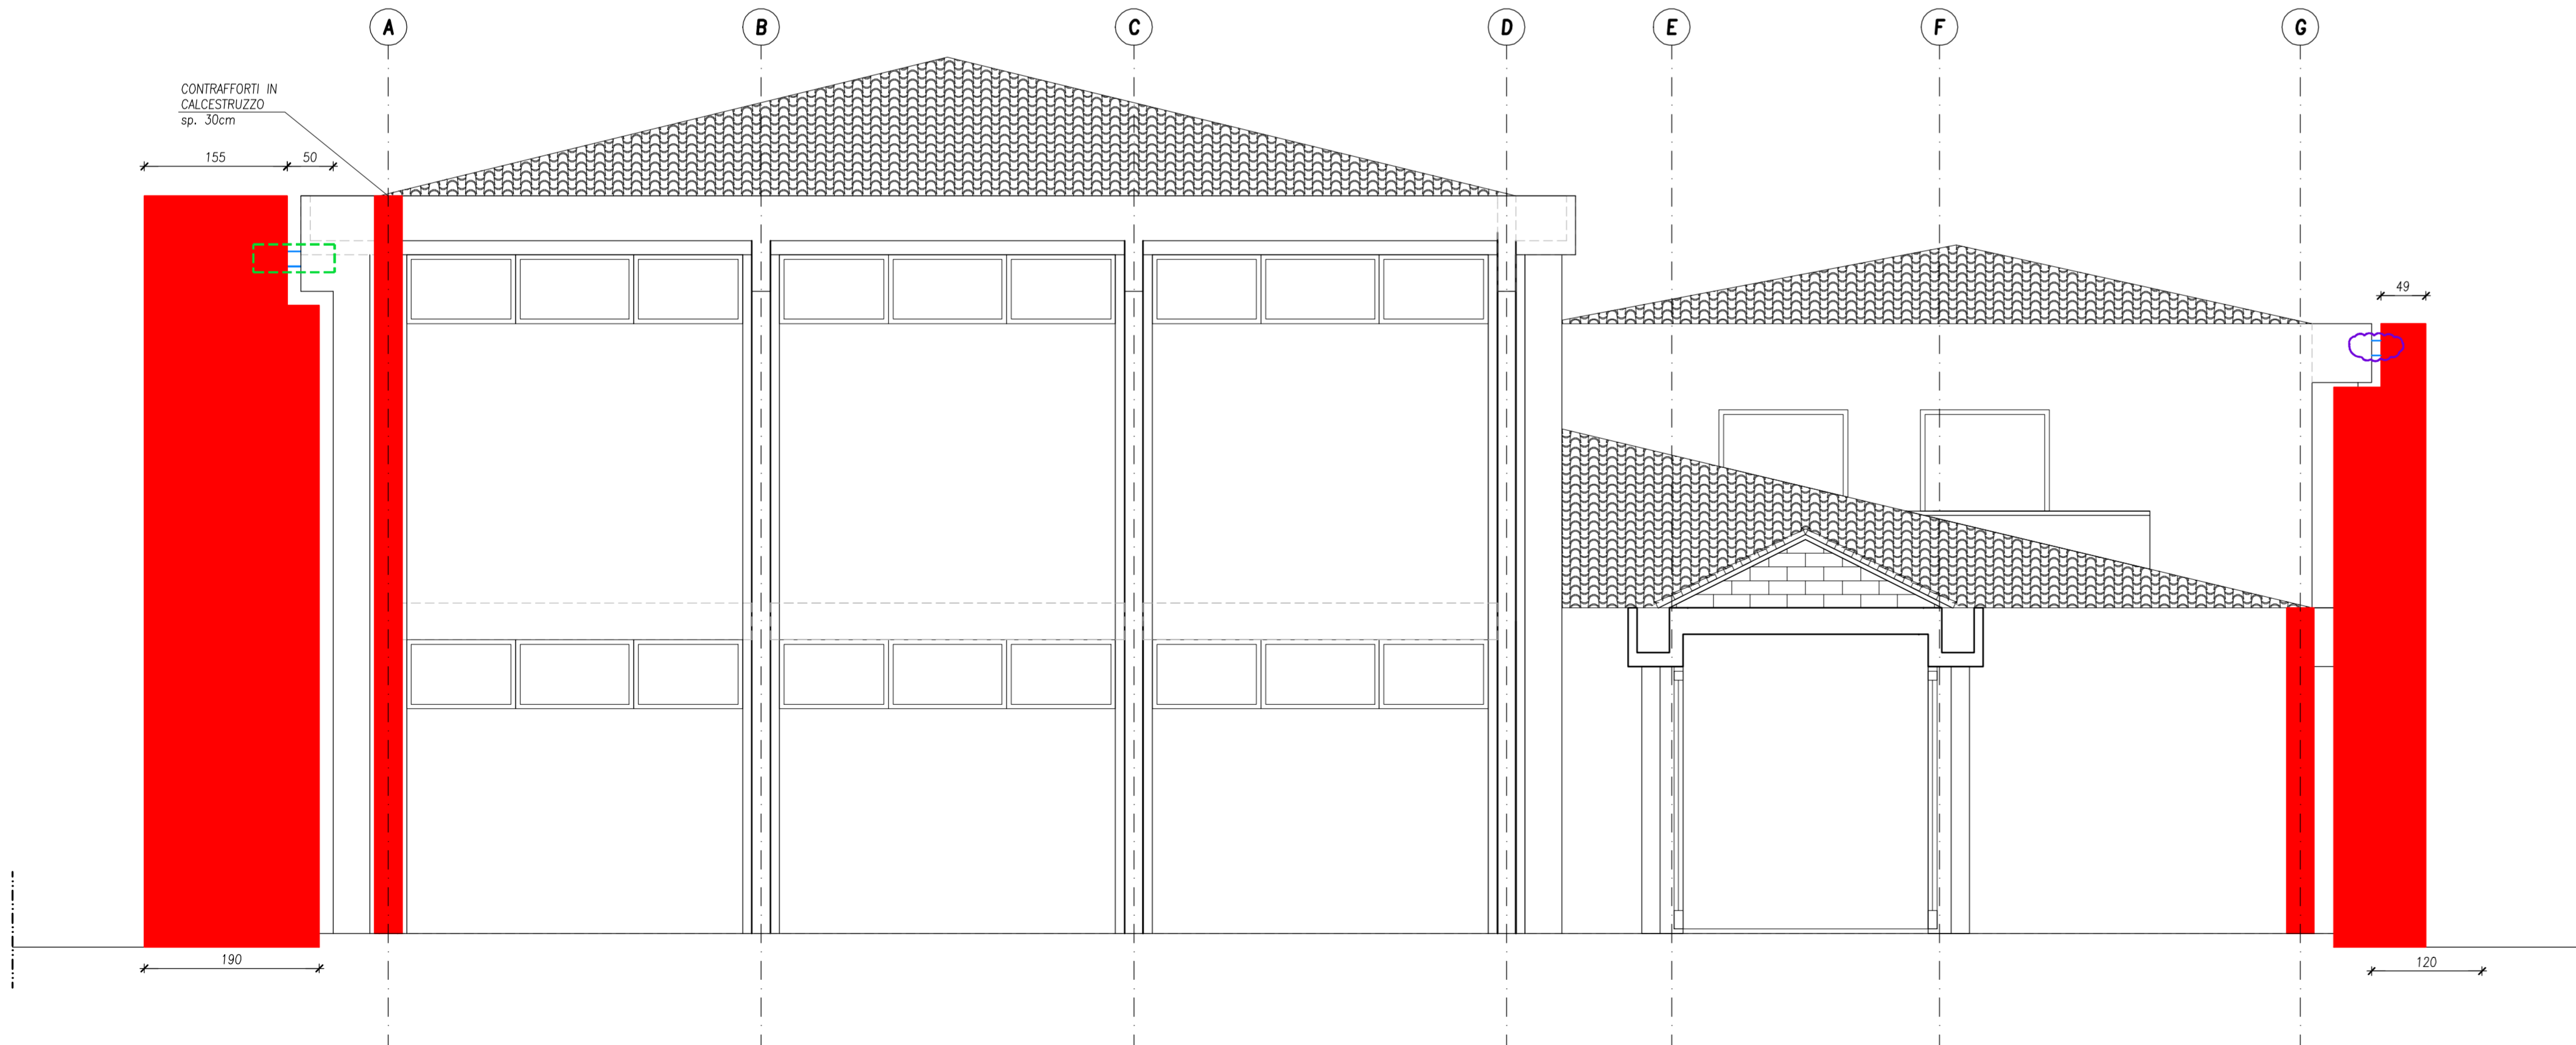 A B C D E F G
CONTRAFFORTI IN
CALCESTRUZZO
sp. 30cm
155 50
49
190
120